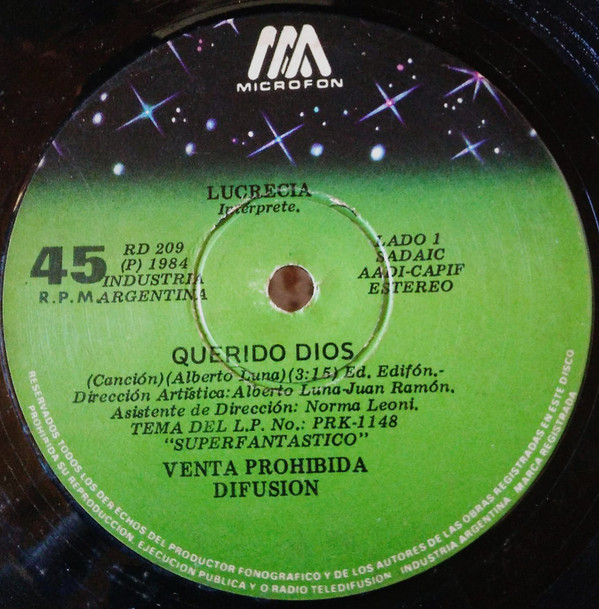 MICROFON
LUCRECIA
Intérprete.
45
R.P.M.
RD 209
(P) 1984
INDUSTRIA
ARGENTINA
LADO 1
SADAIC
AADI-CAPIF
ESTEREO
QUERIDO DIOS
(Canción)(Alberto Luna)(3:15) Ed. Edifón.-
Dirección Artística: Alberto Luna-Juan Ramón.
Asistente de Dirección: Norma Leoni.
TEMA DEL L.P. No.: PRK-1148
"SUPERFANTASTICO"
VENTA PROHIBIDA
DIFUSION
RESERVADOS TODOS LOS DERECHOS DEL PRODUCTOR FONOGRAFICO Y DE LOS AUTORES DE LAS OBRAS REGISTRADAS EN ESTE DISCO
PROHIBIDA SU REPRODUCCION, EJECUCION PUBLICA Y O RADIO TELEDIFUSION INDUSTRIA ARGENTINA MARCA REGISTRADA